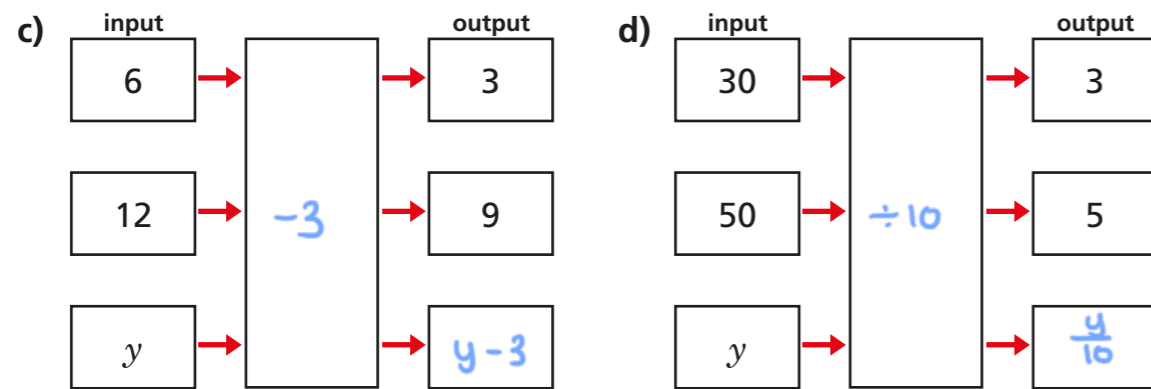 c) input output
6 3
12 -3 9
y y - 3
d) input output
30 3
50 ÷10 5
y y/10